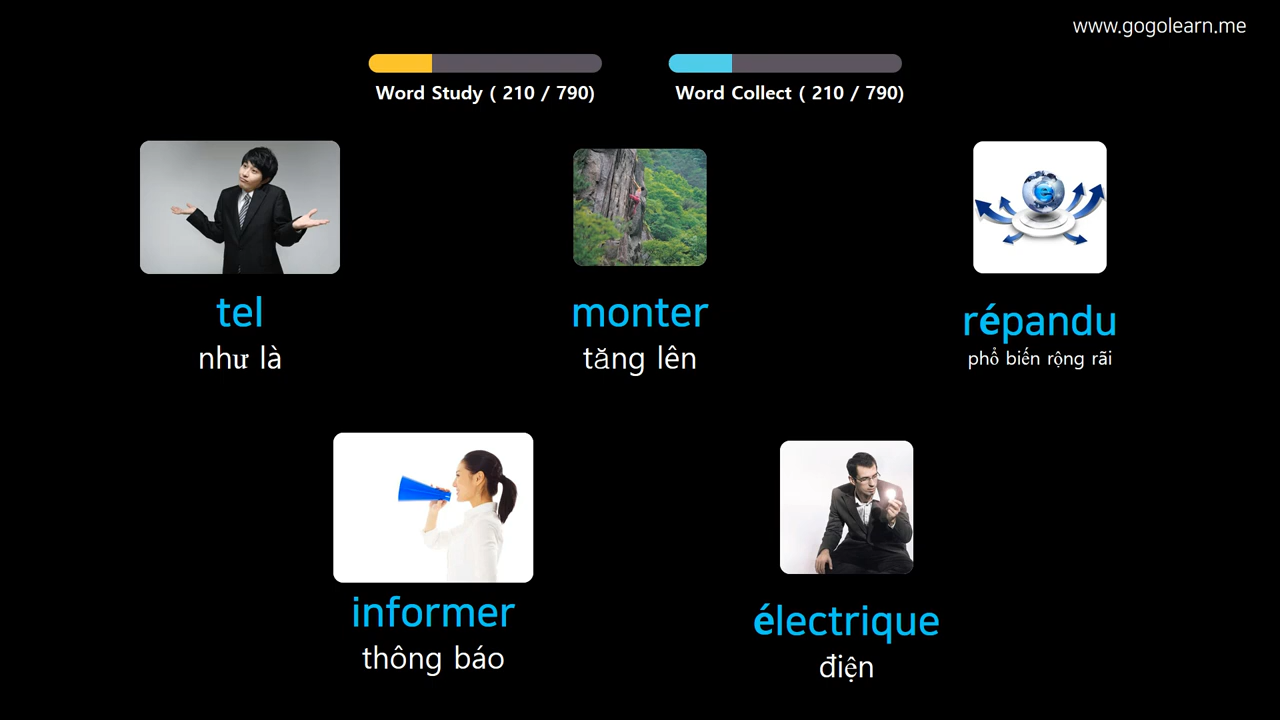 www.gogolearn.me
Word Study ( 210 / 790)
Word Collect ( 210 / 790)
tel
như là
monter
tăng lên
répandu
phổ biến rộng rãi
informer
thông báo
électrique
điện